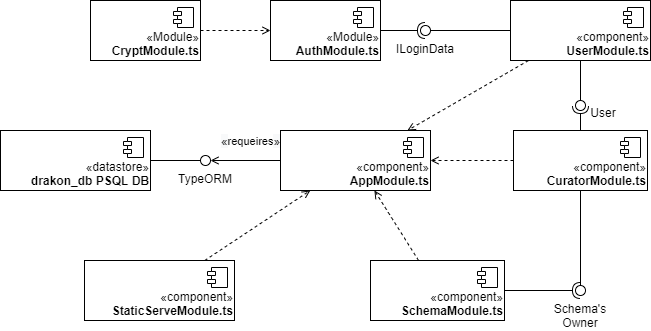 «Module»
CryptModule.ts
«Module»
AuthModule.ts
ILoginData
«component»
UserModule.ts
User
«datastore»
drakon_db PSQL DB
TypeORM
«requeires»
«component»
AppModule.ts
«component»
CuratorModule.ts
«component»
StaticServeModule.ts
«component»
SchemaModule.ts
Schema's
Owner